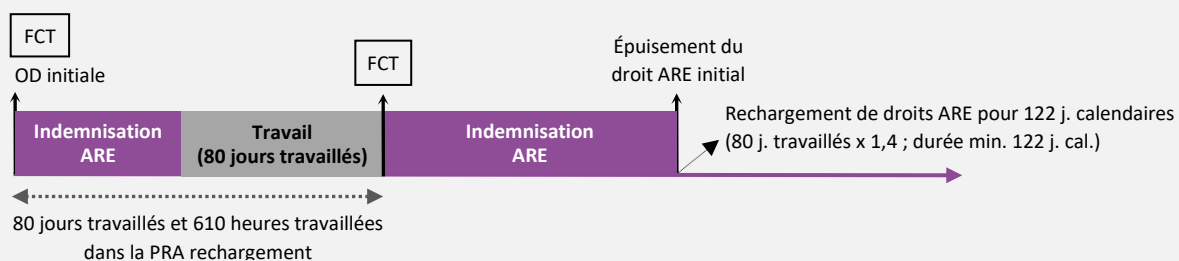 FCT
OD initiale
FCT
Épuisement du
droit ARE initial
Rechargement de droits ARE pour 122 j. calendaires
(80 j. travaillés x 1,4 ; durée min. 122 j. cal.)
Indemnisation
ARE
Travail
(80 jours travaillés)
Indemnisation
ARE
80 jours travaillés et 610 heures travaillées
dans la PRA rechargement